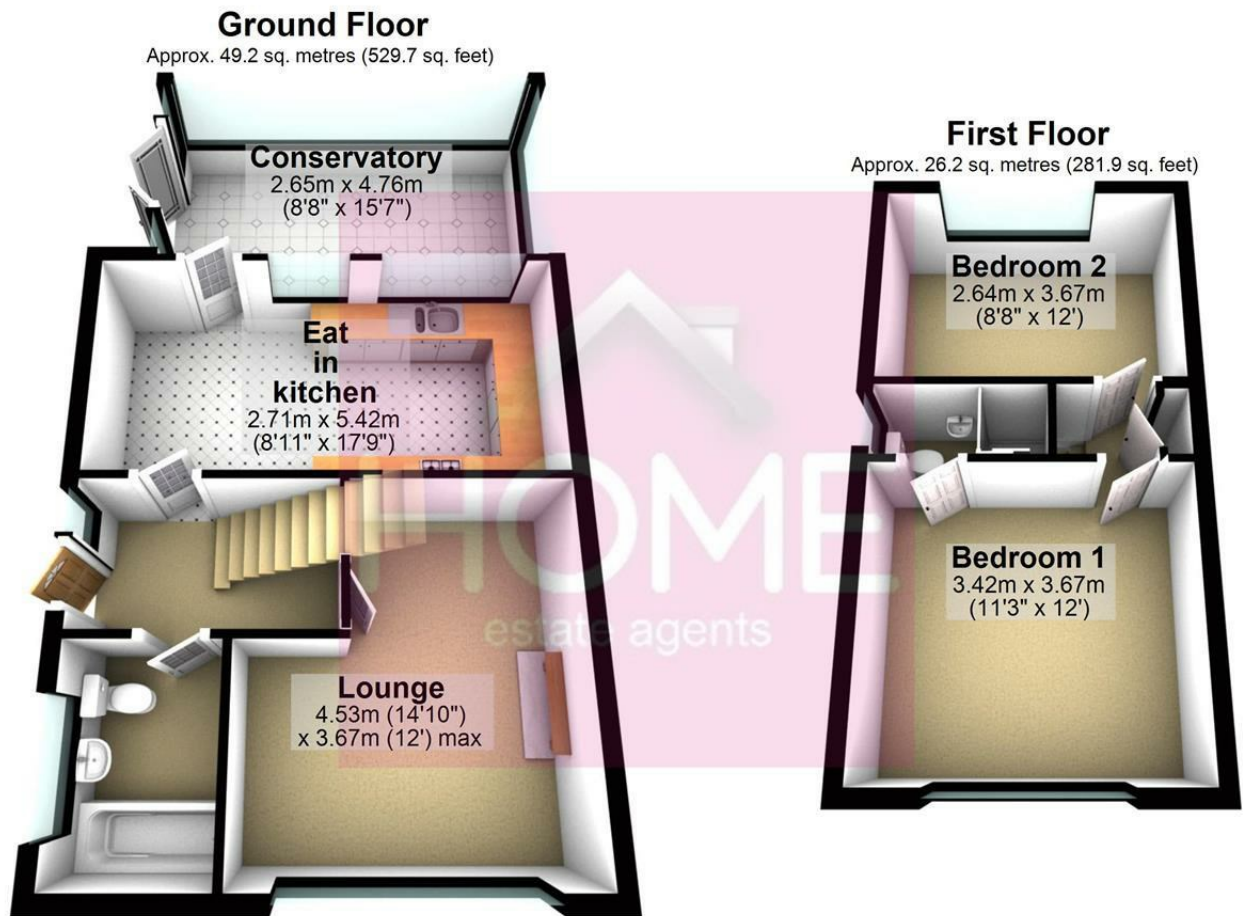 Ground Floor
Approx. 49.2 sq. metres (529.7 sq. feet)
Conservatory
2.65m x 4.76m
(8'8" x 15'7")
Eat
in
kitchen
2.71m x 5.42m
(8'11" x 17'9")
Lounge
4.53m (14'10")
x 3.67m (12') max
First Floor
Approx. 26.2 sq. metres (281.9 sq. feet)
Bedroom 2
2.64m x 3.67m
(8'8" x 12')
Bedroom 1
3.42m x 3.67m
(11'3" x 12')
HOME
estate agents